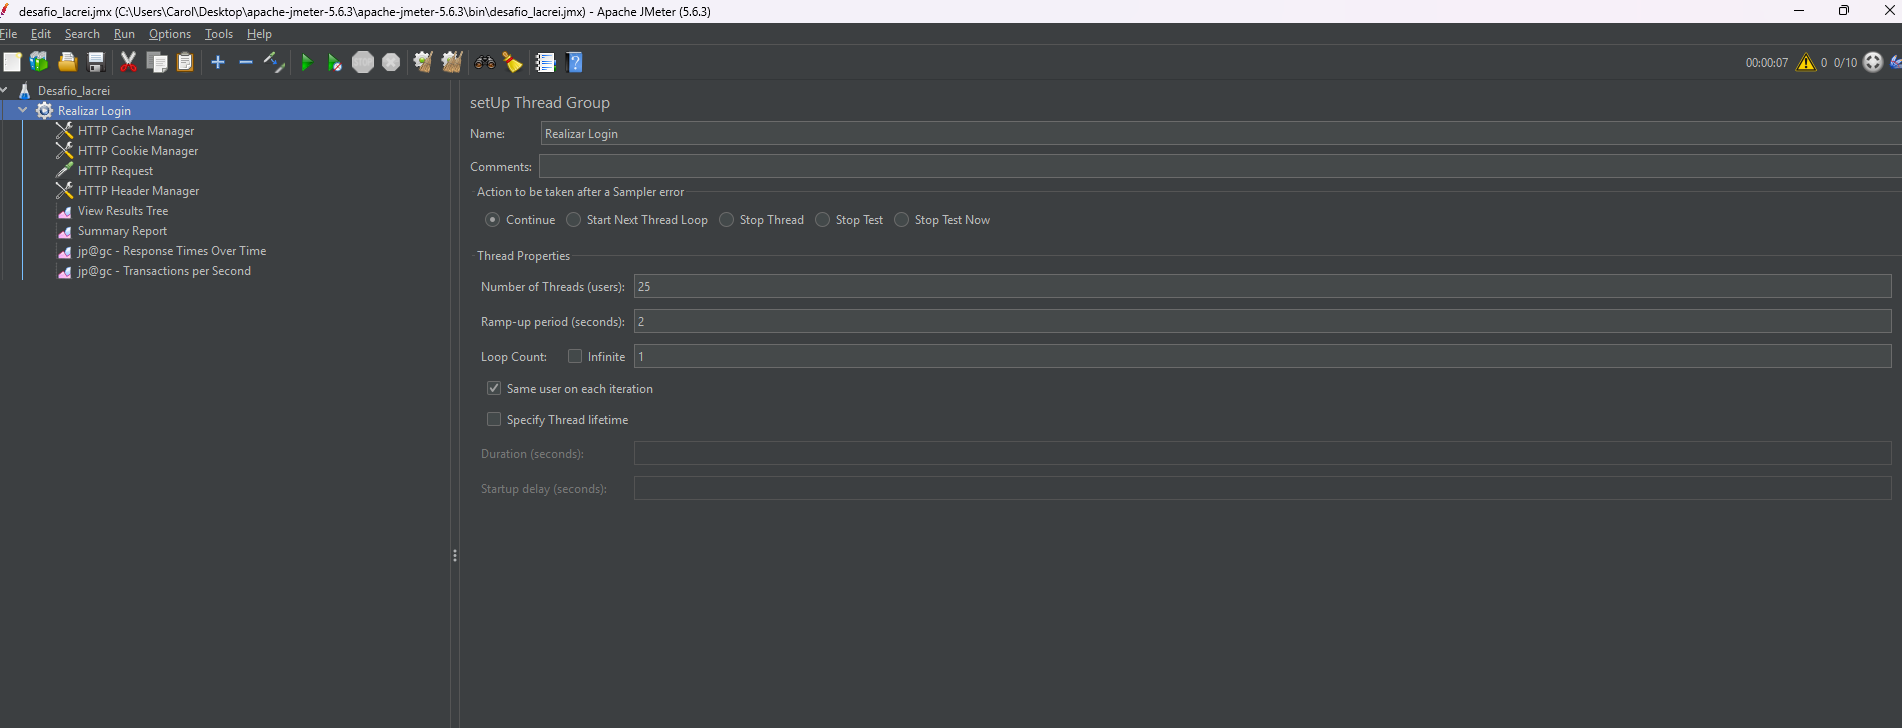 desafio_lacrei.jmx (C:\Users\Carol\Desktop\apache-jmeter-5.6.3\apache-jmeter-5.6.3\bin\desafio_lacrei.jmx) - Apache JMeter (5.6.3)
File Edit Search Run Options Tools Help
STOP
00:00:07 0 0/10
Desafio_lacrei
Realizar Login
HTTP Cache Manager
HTTP Cookie Manager
HTTP Request
HTTP Header Manager
View Results Tree
Summary Report
jp@gc - Response Times Over Time
jp@gc - Transactions per Second
setUp Thread Group
Name: Realizar Login
Comments:
Action to be taken after a Sampler error
Continue Start Next Thread Loop Stop Thread Stop Test Stop Test Now
Thread Properties
Number of Threads (users): 25
Ramp-up period (seconds): 2
Loop Count: Infinite 1
Same user on each iteration
Specify Thread lifetime
Duration (seconds):
Startup delay (seconds):